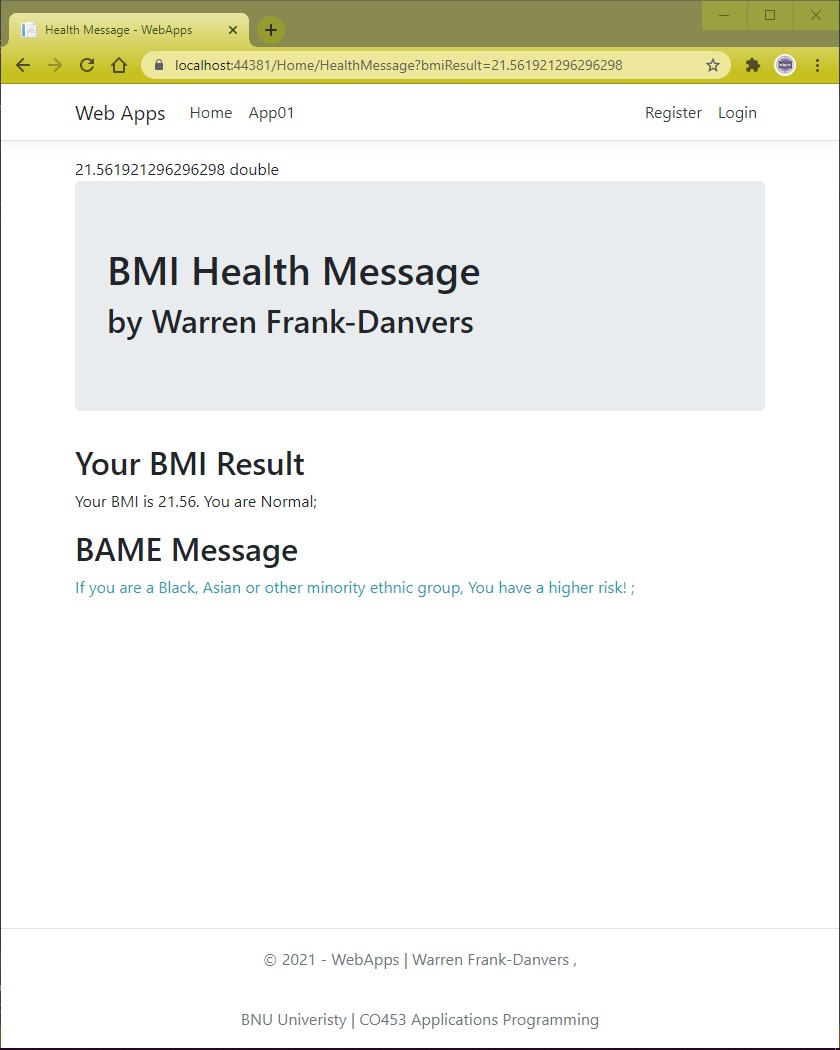 Health Message - WebApps
localhost:44381/Home/HealthMessage?bmiResult=21.561921296296298
Web Apps Home App01 Register Login
21.561921296296298 double
BMI Health Message
by Warren Frank-Danvers
Your BMI Result
Your BMI is 21.56. You are Normal;
BAME Message
If you are a Black, Asian or other minority ethnic group, You have a higher risk! ;
© 2021 - WebApps | Warren Frank-Danvers ,
BNU Univeristy | CO453 Applications Programming